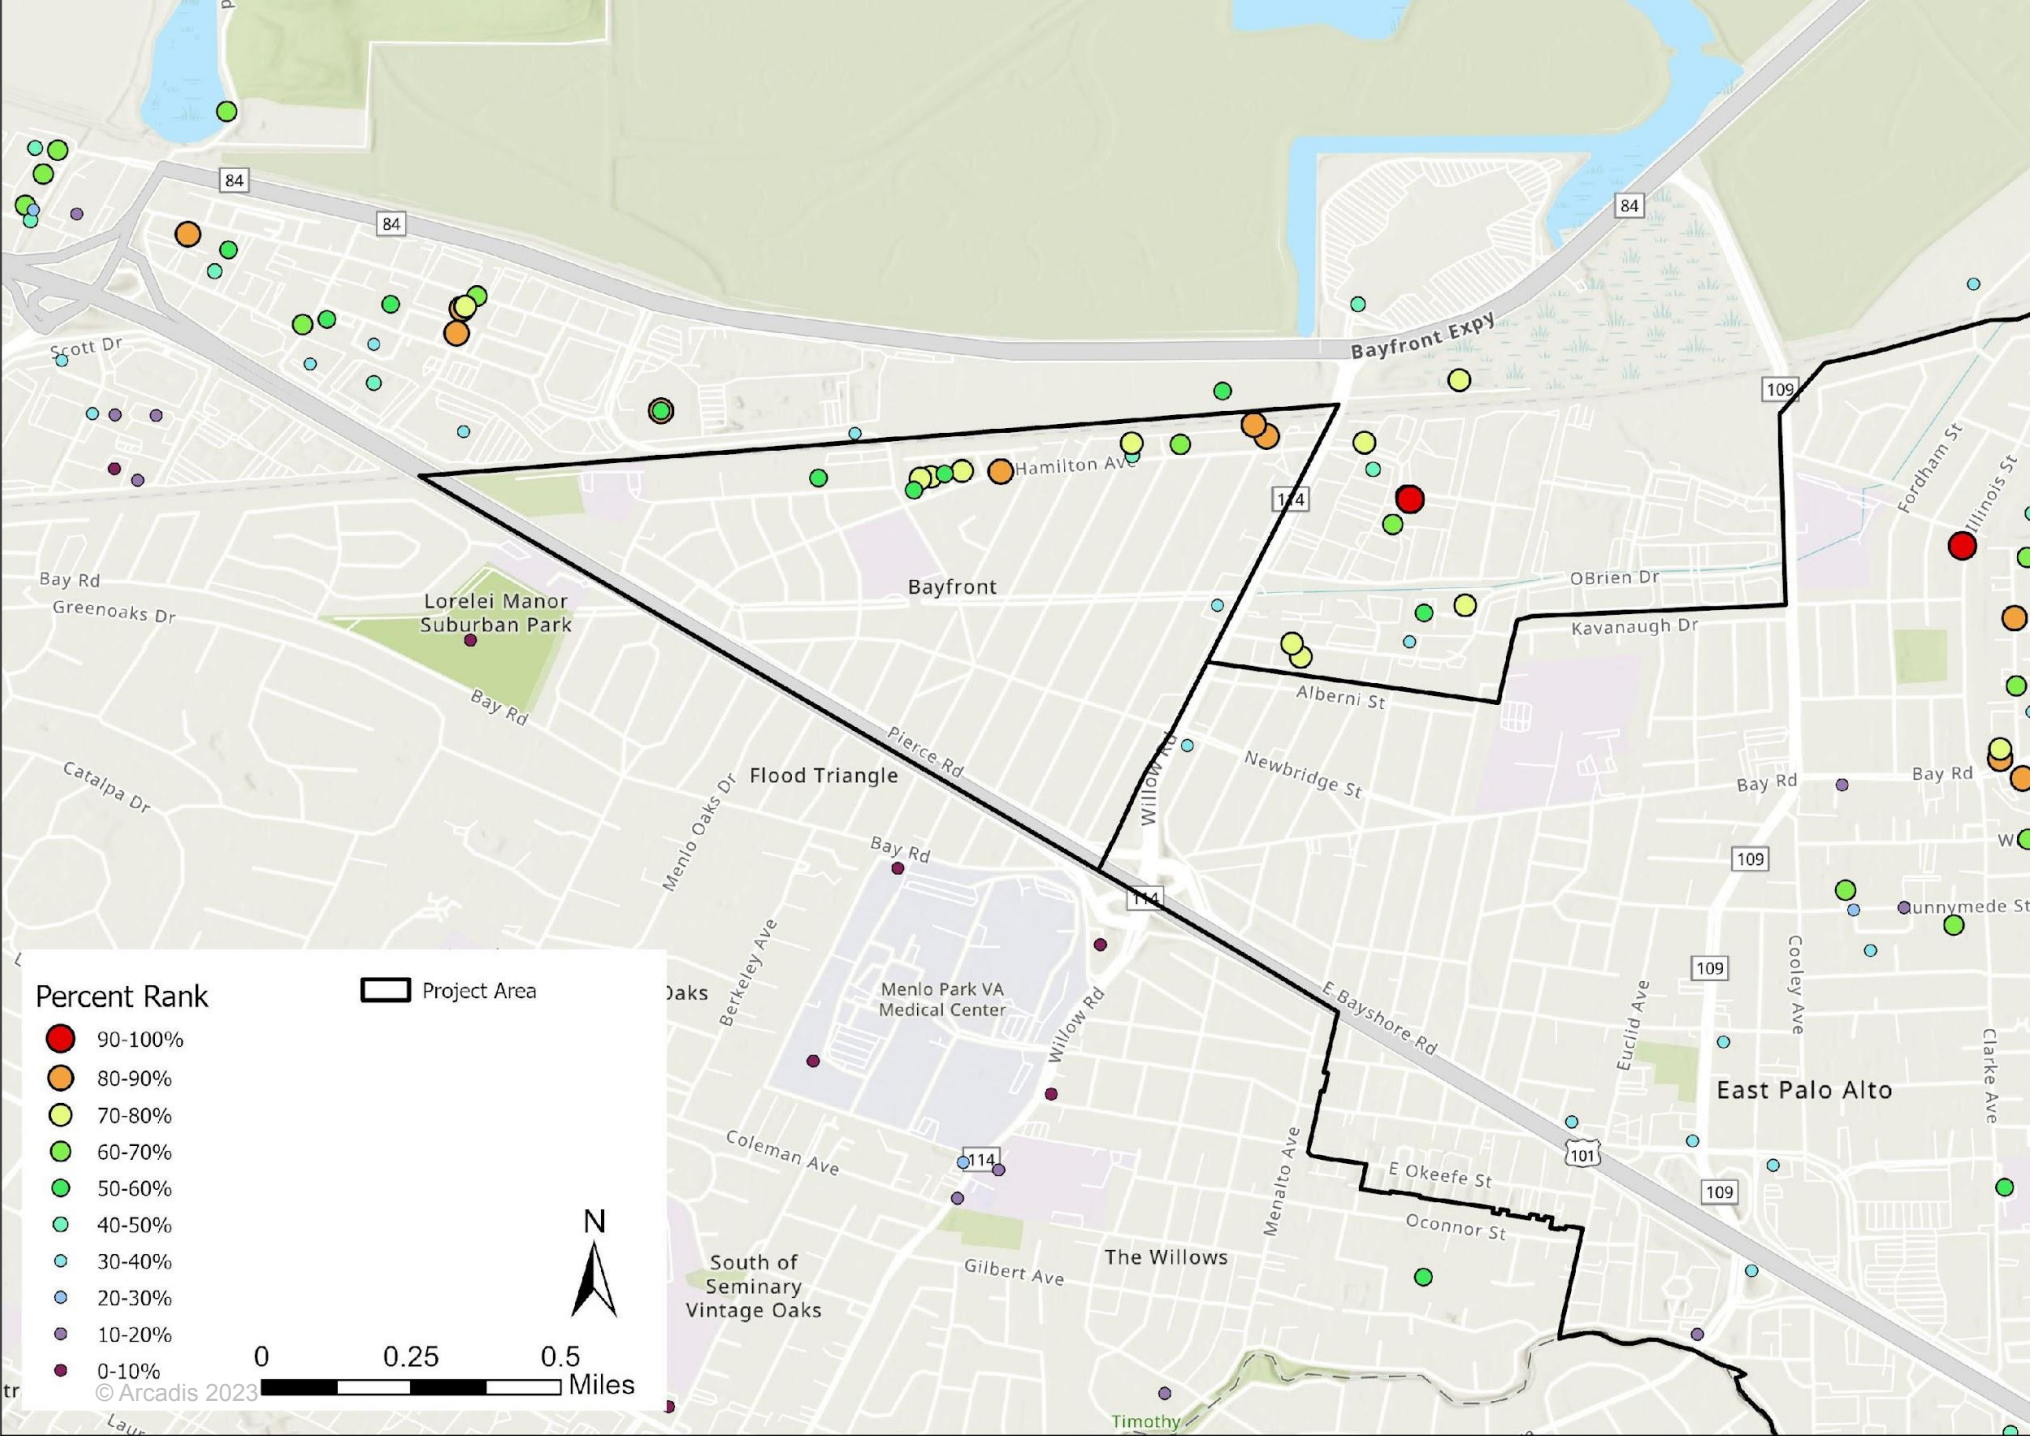 84
84
84
Bayfront Expy
Scott Dr
109
Fordham St
Illinois St
Hamilton Ave
114
Bay Rd
Greenoaks Dr
Lorelei Manor
Suburban Park
Bayfront
OBrien Dr
Kavanaugh Dr
Alberni St
Bay Rd
Pierce Rd
Willow Rd
Newbridge St
Flood Triangle
Catalpa Dr
Menlo Oaks Dr
Bay Rd
Bay Rd
Bay Rd
W
109
114
unnymede St
Berkeley Ave
Oaks
Menlo Park VA
Medical Center
Willow Rd
E Bayshore Rd
109
Cooley Ave
Euclid Ave
Clarke Ave
East Palo Alto
Coleman Ave
114
Menalto Ave
E Okeefe St
101
109
Oconnor St
South of
Seminary
Vintage Oaks
Gilbert Ave
The Willows
Timothy
Percent Rank
Project Area
90-100%
80-90%
70-80%
60-70%
50-60%
40-50%
30-40%
20-30%
10-20%
0-10%
N
0 0.25 0.5
Miles
© Arcadis 2023
tr
Laur